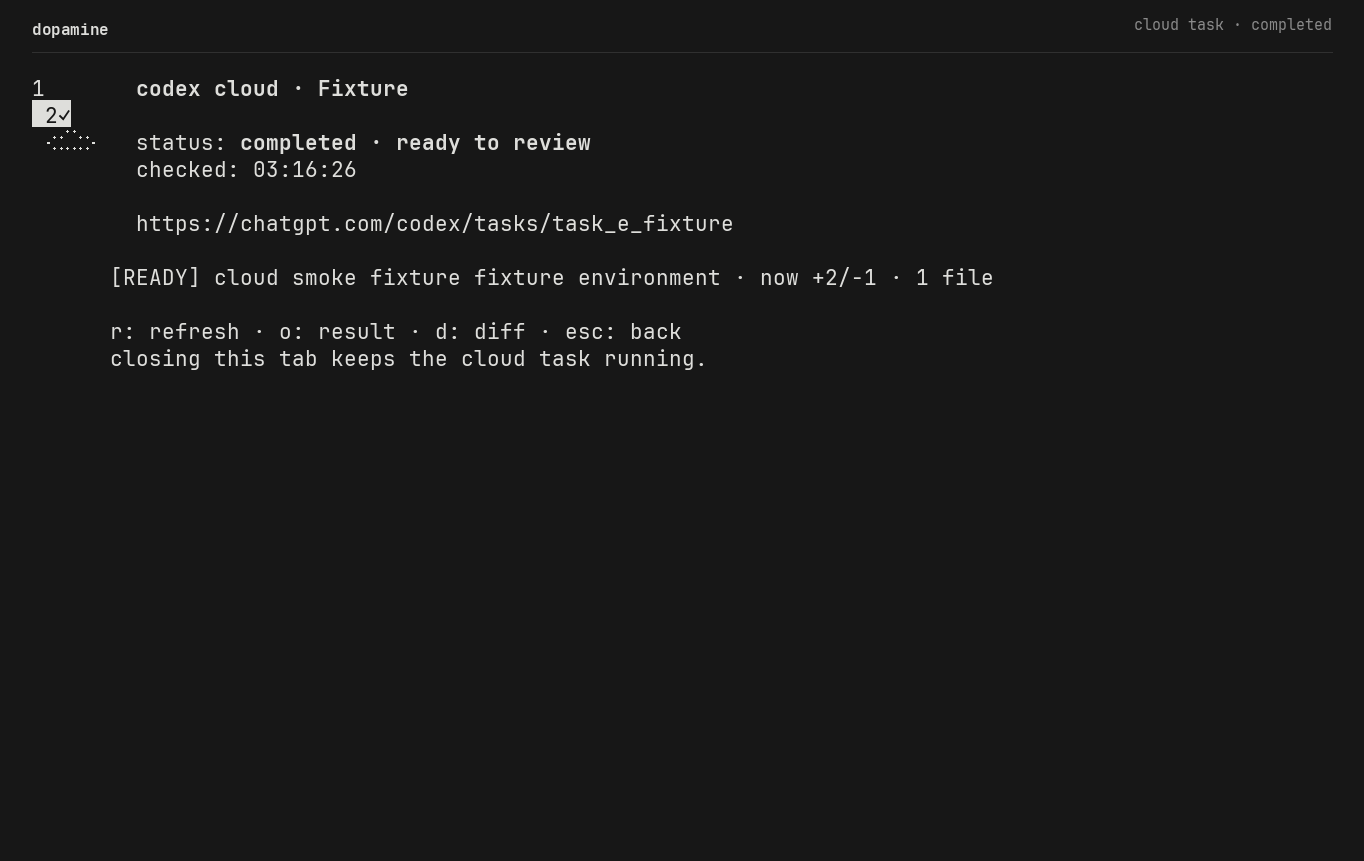 dopamine
cloud task · completed
1
codex cloud · Fixture
2✓
status: completed · ready to review
checked: 03:16:26
https://chatgpt.com/codex/tasks/task_e_fixture
[READY] cloud smoke fixture fixture environment · now +2/-1 · 1 file
r: refresh · o: result · d: diff · esc: back
closing this tab keeps the cloud task running.